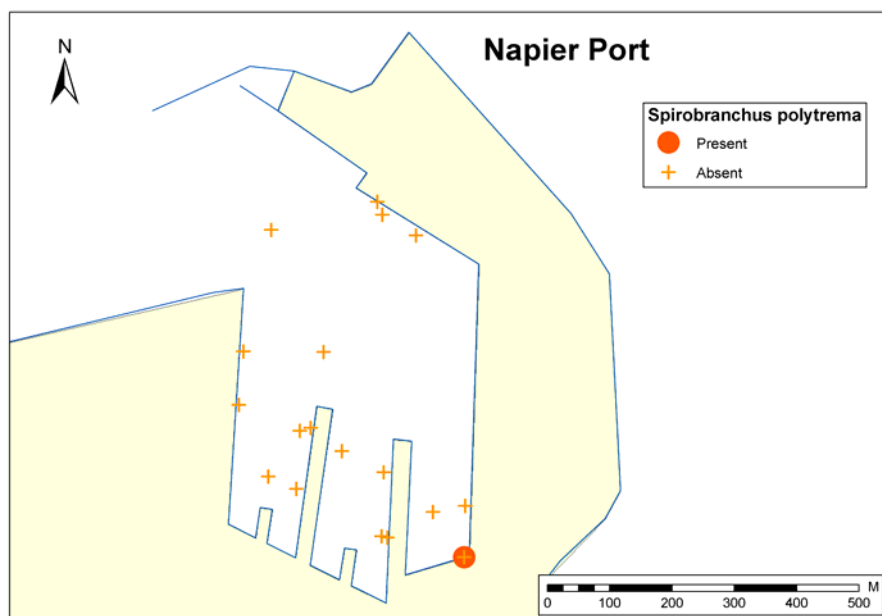 Napier Port
N
Spirobranchus polytrema
Present
Absent
M
0 100 200 300 400 500